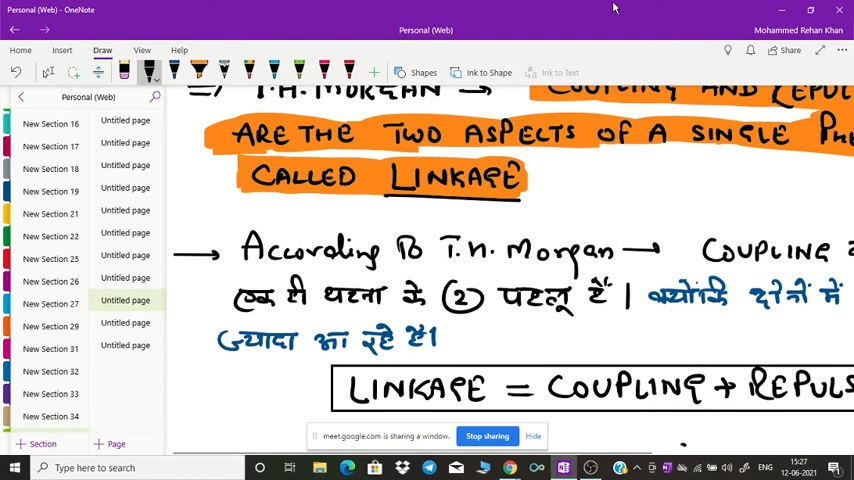 Personal (Web) - OneNote
Personal (Web)
Mohammed Rehan Khan
Home Insert Draw View Help
Share
Shapes
Ink to Shape
Ink to Text
Personal (Web)
New Section 16
New Section 17
New Section 18
New Section 19
New Section 21
New Section 22
New Section 25
New Section 26
New Section 27
New Section 29
New Section 31
New Section 32
New Section 33
New Section 34
Section
Untitled page
Untitled page
Untitled page
Untitled page
Untitled page
Untitled page
Untitled page
Untitled page
Untitled page
Untitled page
Untitled page
Page
⇒ T.H. MORGAN → COUPLING AND REPUL
ARE THE TWO ASPECTS OF A SINGLE PHE
CALLED LINKAGE
→ According To T.H. Morgan → COUPLING
एक ही घटना के (2) पहलू हैं। क्योंकि दोनों में
ज्यादा आ रहे हैं।
LINKAGE = COUPLING + REPULS
meet.google.com is sharing a window. Stop sharing Hide
Type here to search
ENG
15:27
12-06-2021